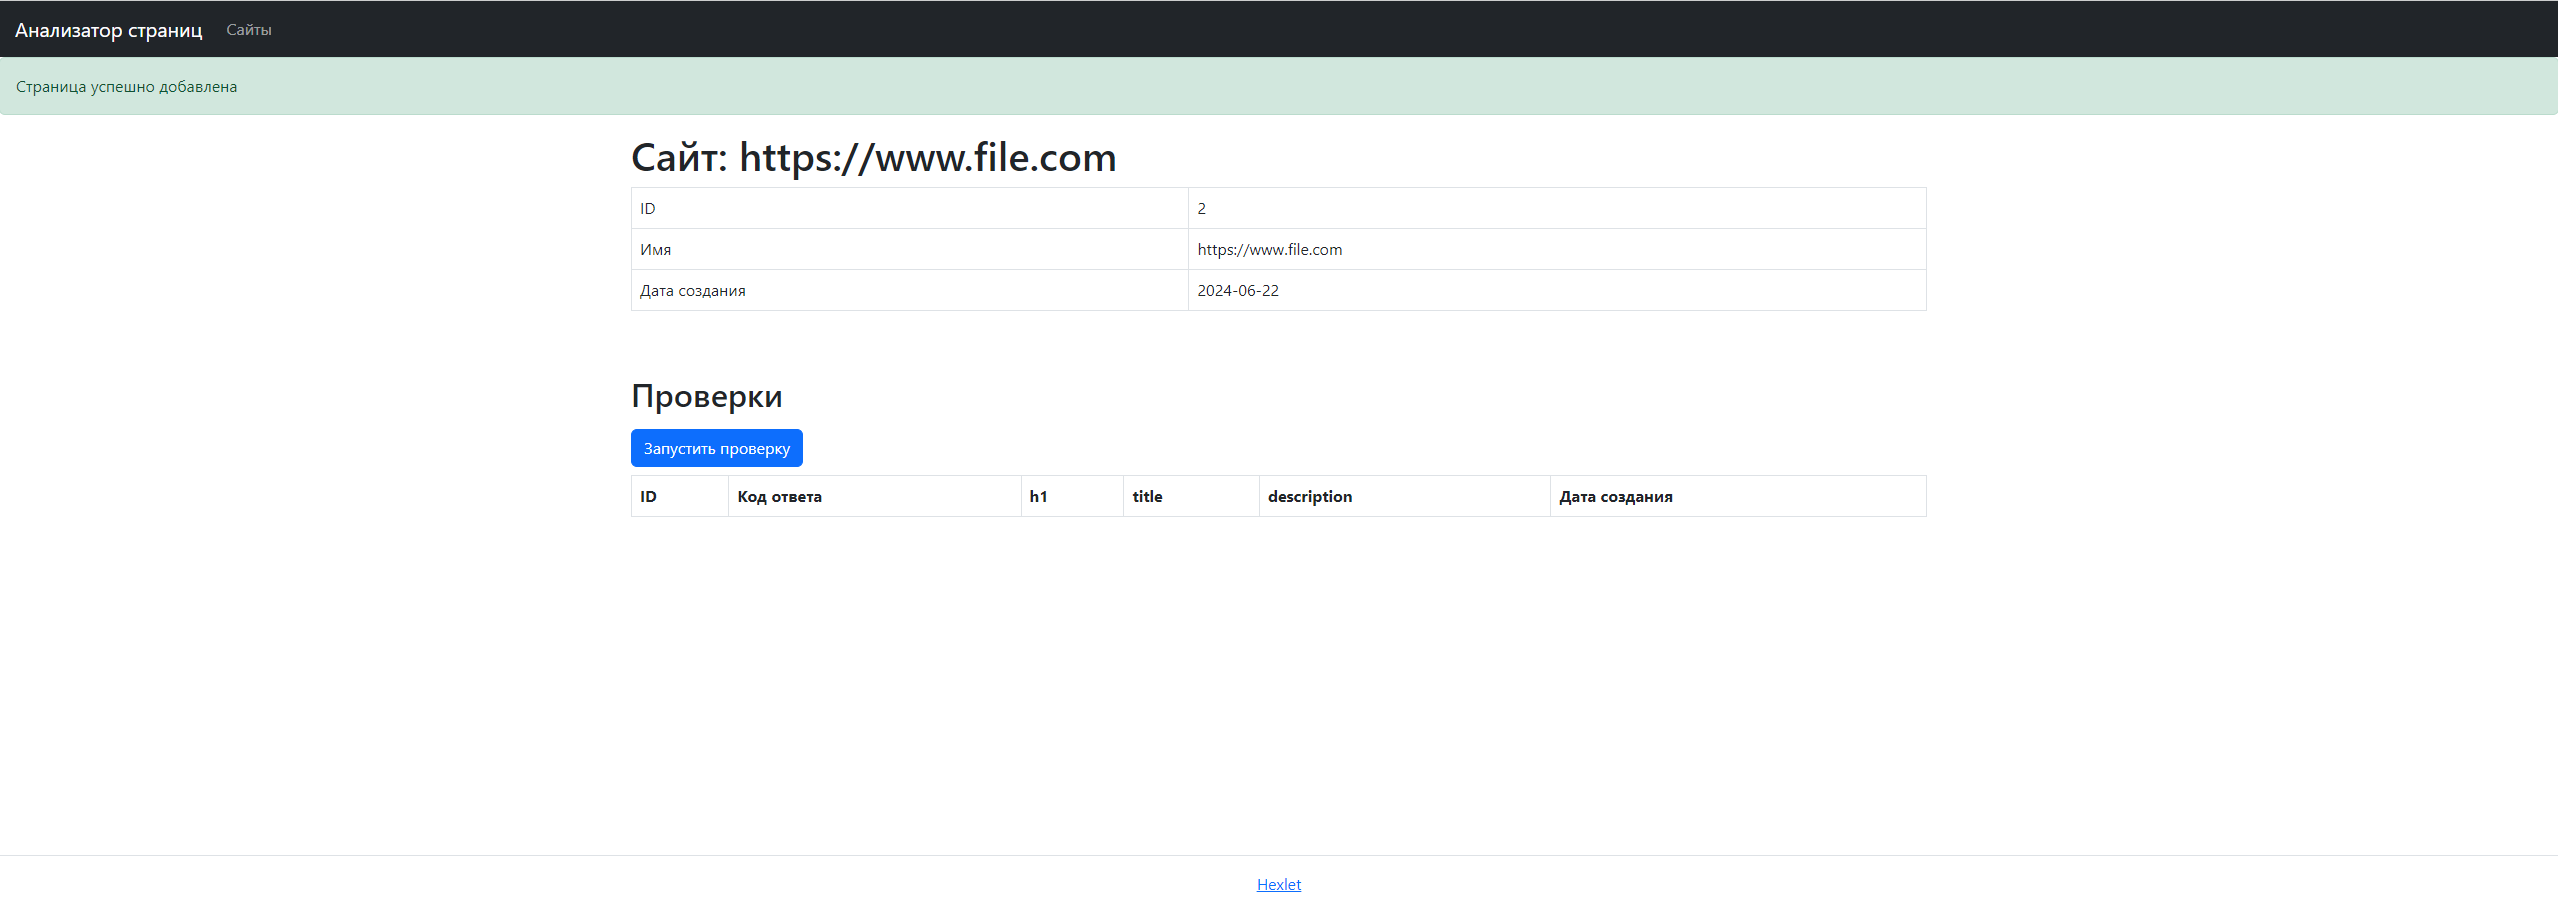 Анализатор страниц Сайты
Страница успешно добавлена
Сайт: https://www.file.com
ID 2
Имя https://www.file.com
Дата создания 2024-06-22
Проверки
Запустить проверку
ID Код ответа h1 title description Дата создания
Hexlet